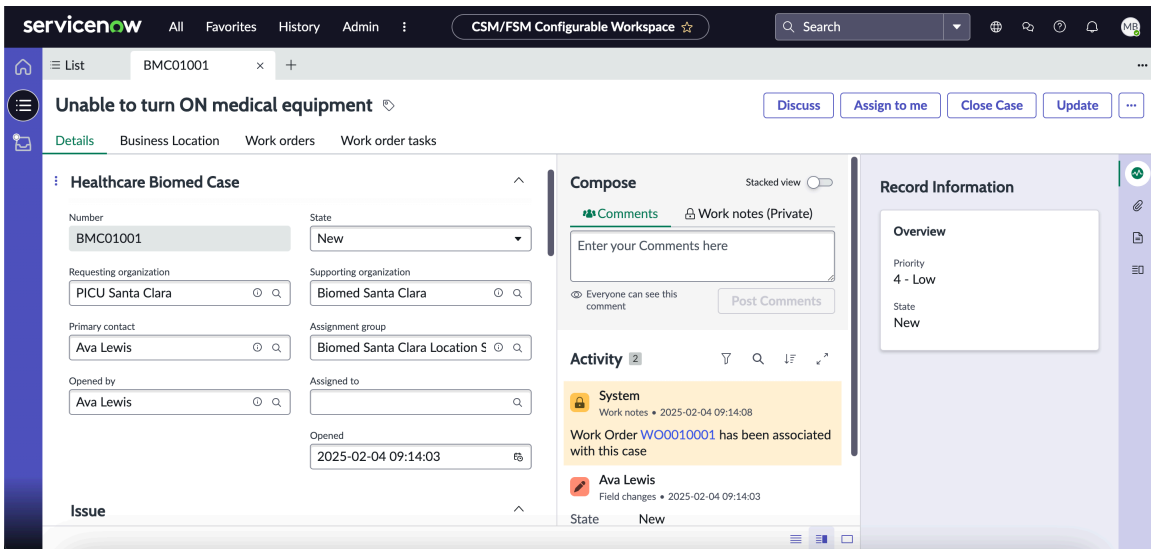 servicenow All Favorites History Admin CSM/FSM Configurable Workspace Search MB
List BMC01001
Unable to turn ON medical equipment Discuss Assign to me Close Case Update
Details Business Location Work orders Work order tasks
Healthcare Biomed Case
Number
BMC01001
State
New
Requesting organization
PICU Santa Clara
Supporting organization
Biomed Santa Clara
Primary contact
Ava Lewis
Assignment group
Biomed Santa Clara Location S
Opened by
Ava Lewis
Assigned to
Opened
2025-02-04 09:14:03
Issue
Compose Stacked view
Comments Work notes (Private)
Enter your Comments here
Everyone can see this
comment
Post Comments
Activity 2
System
Work notes • 2025-02-04 09:14:08
Work Order WO0010001 has been associated
with this case
Ava Lewis
Field changes • 2025-02-04 09:14:03
State New
Record Information
Overview
Priority
4 - Low
State
New